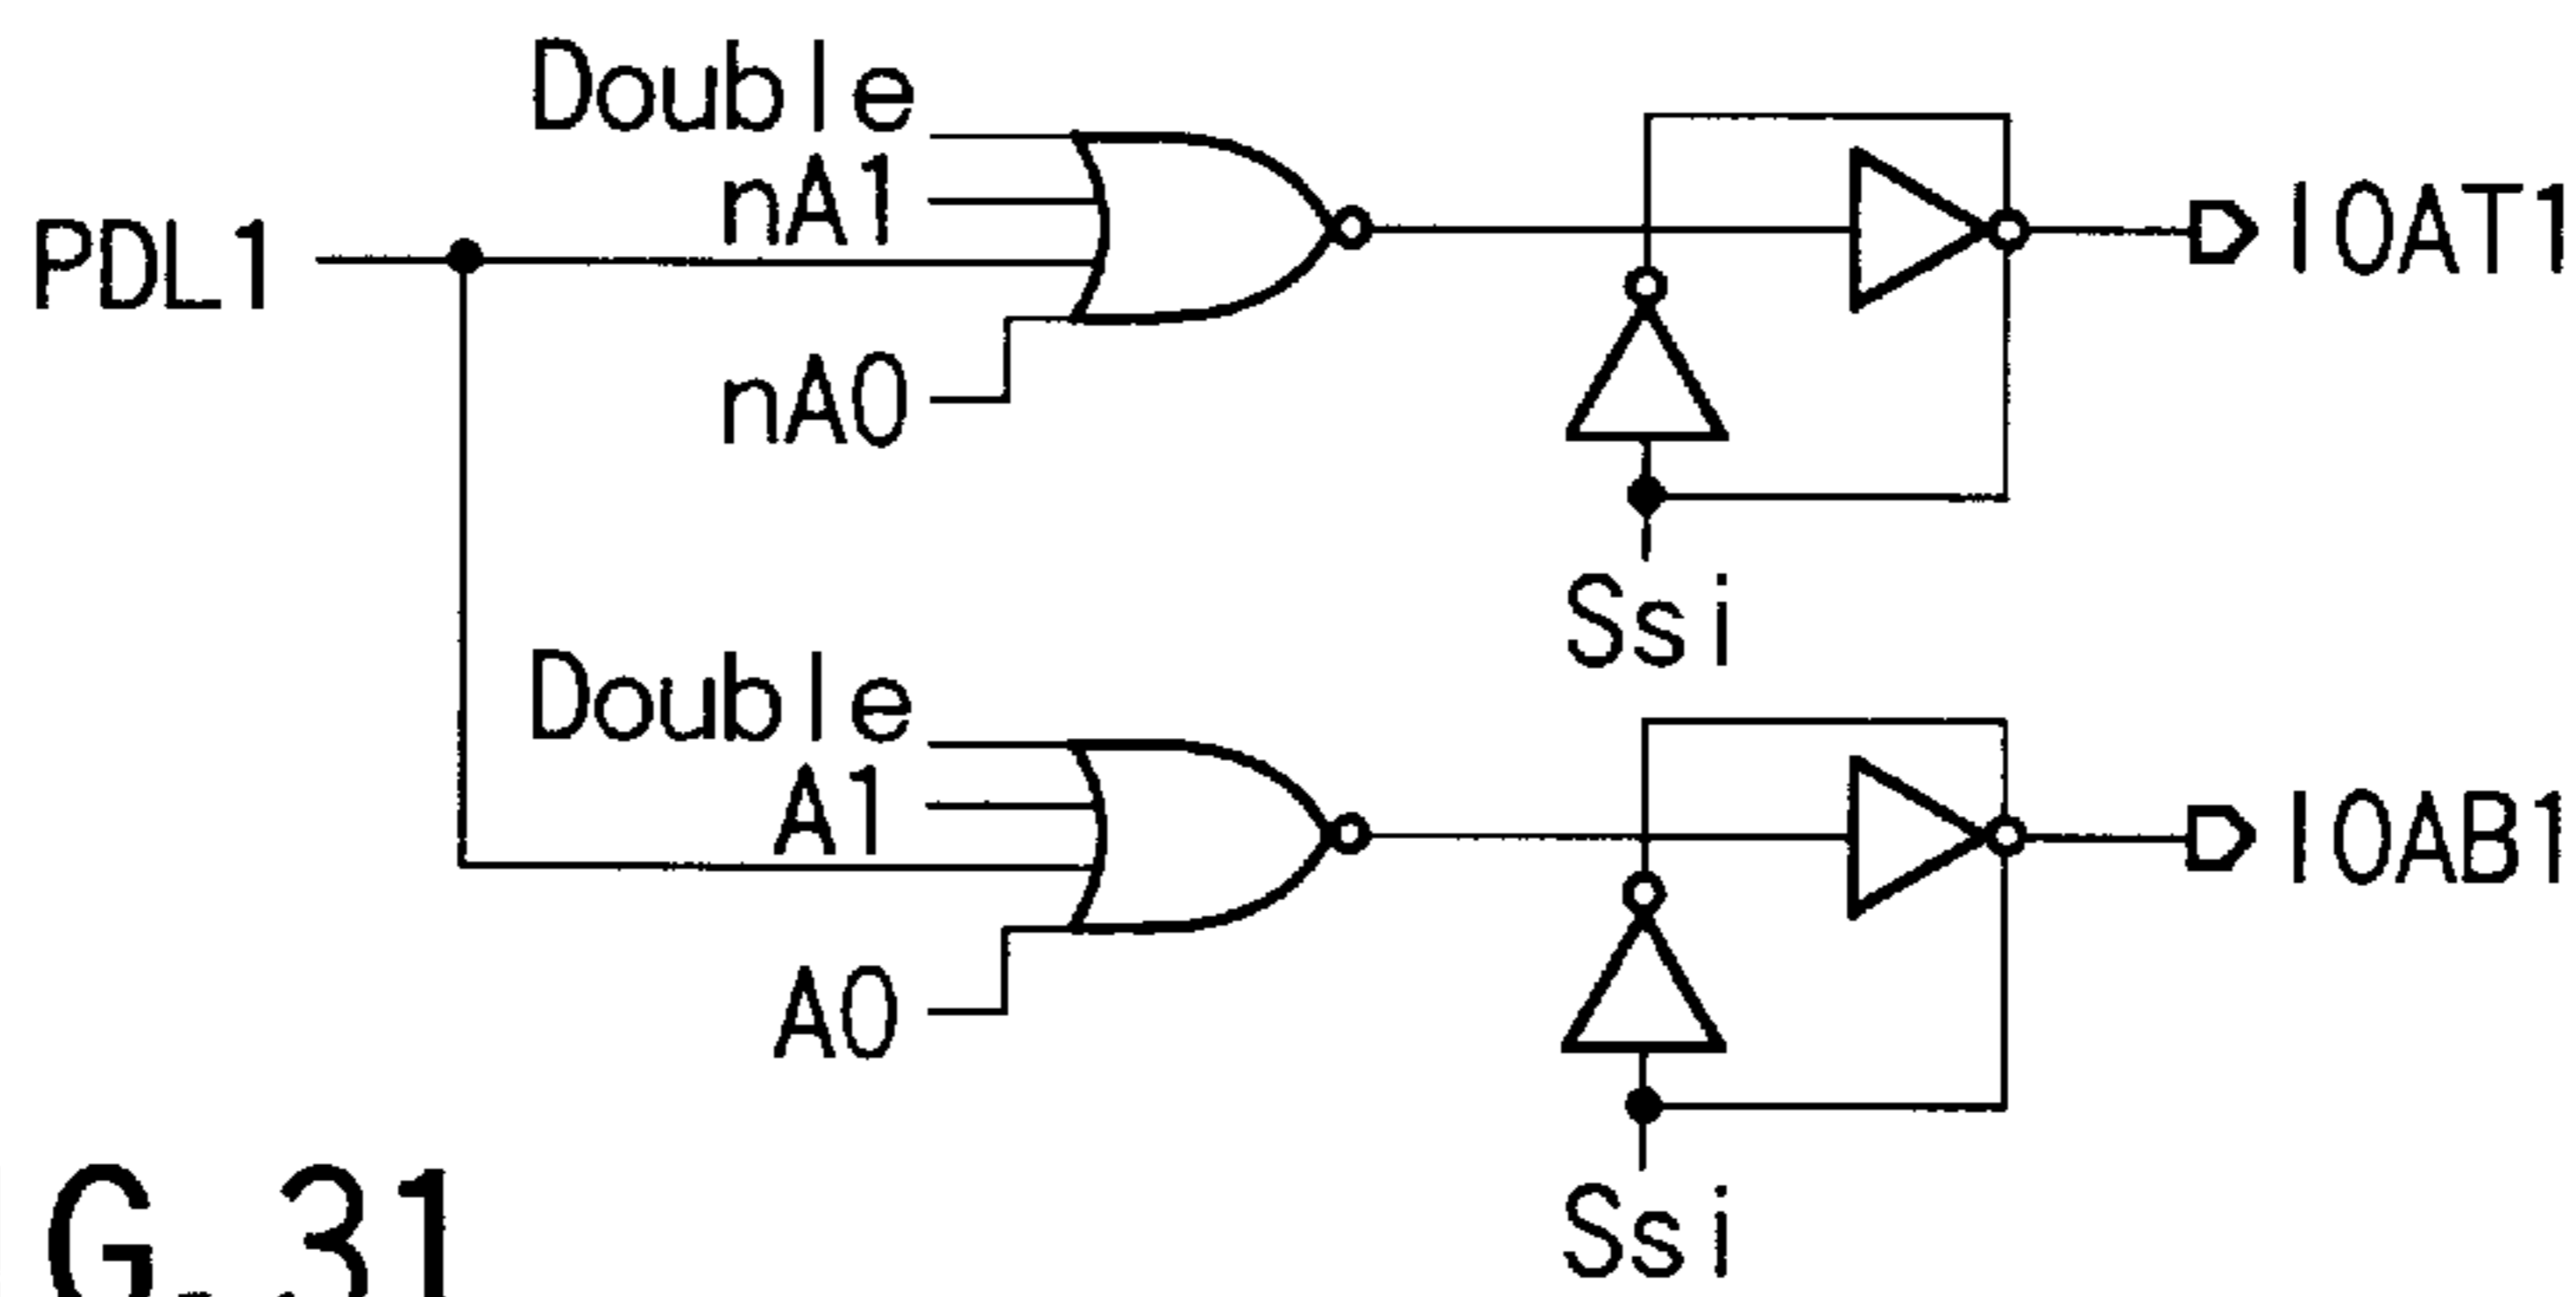 Double
nA1
PDL1
nA0
IOAT1
Ssi
Double
A1
A0
IOAB1
Ssi
G. 31